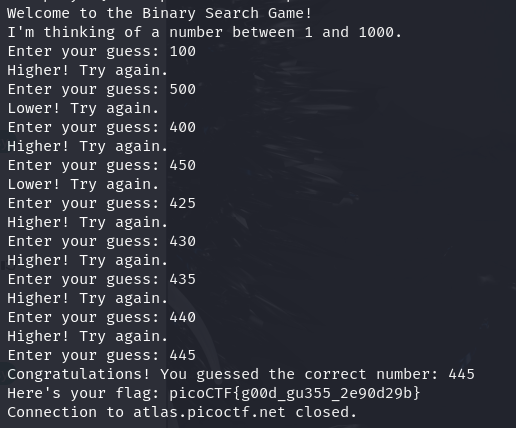 Welcome to the Binary Search Game!
I'm thinking of a number between 1 and 1000.
Enter your guess: 100
Higher! Try again.
Enter your guess: 500
Lower! Try again.
Enter your guess: 400
Higher! Try again.
Enter your guess: 450
Lower! Try again.
Enter your guess: 425
Higher! Try again.
Enter your guess: 430
Higher! Try again.
Enter your guess: 435
Higher! Try again.
Enter your guess: 440
Higher! Try again.
Enter your guess: 445
Congratulations! You guessed the correct number: 445
Here's your flag: picoCTF{g00d_gu355_2e90d29b}
Connection to atlas.picoctf.net closed.